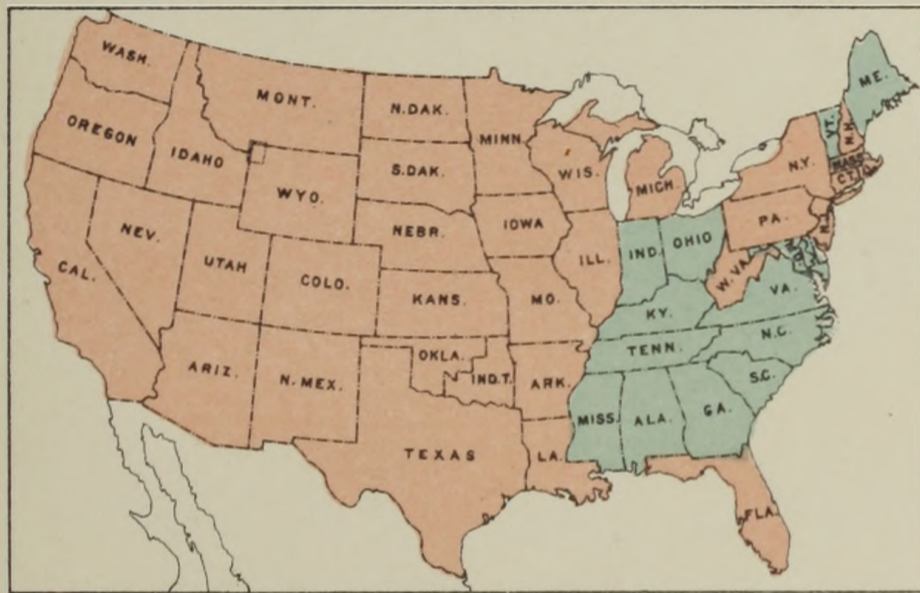 WASH.
MONT.
N.DAK.
MINN.
OREGON
IDAHO
S.DAK.
WIS.
MICH.
N.Y.
VT.
N.H.
ME.
MASS.
CT.
WYO.
NEBR.
IOWA
PA.
NEV.
UTAH
COLO.
ILL.
IND.
OHIO
W.VA.
VA.
CAL.
KANS.
MO.
KY.
N.C.
TENN.
ARIZ.
N.MEX.
OKLA.
IND.T.
ARK.
S.C.
MISS.
ALA.
GA.
TEXAS
LA.
FLA.